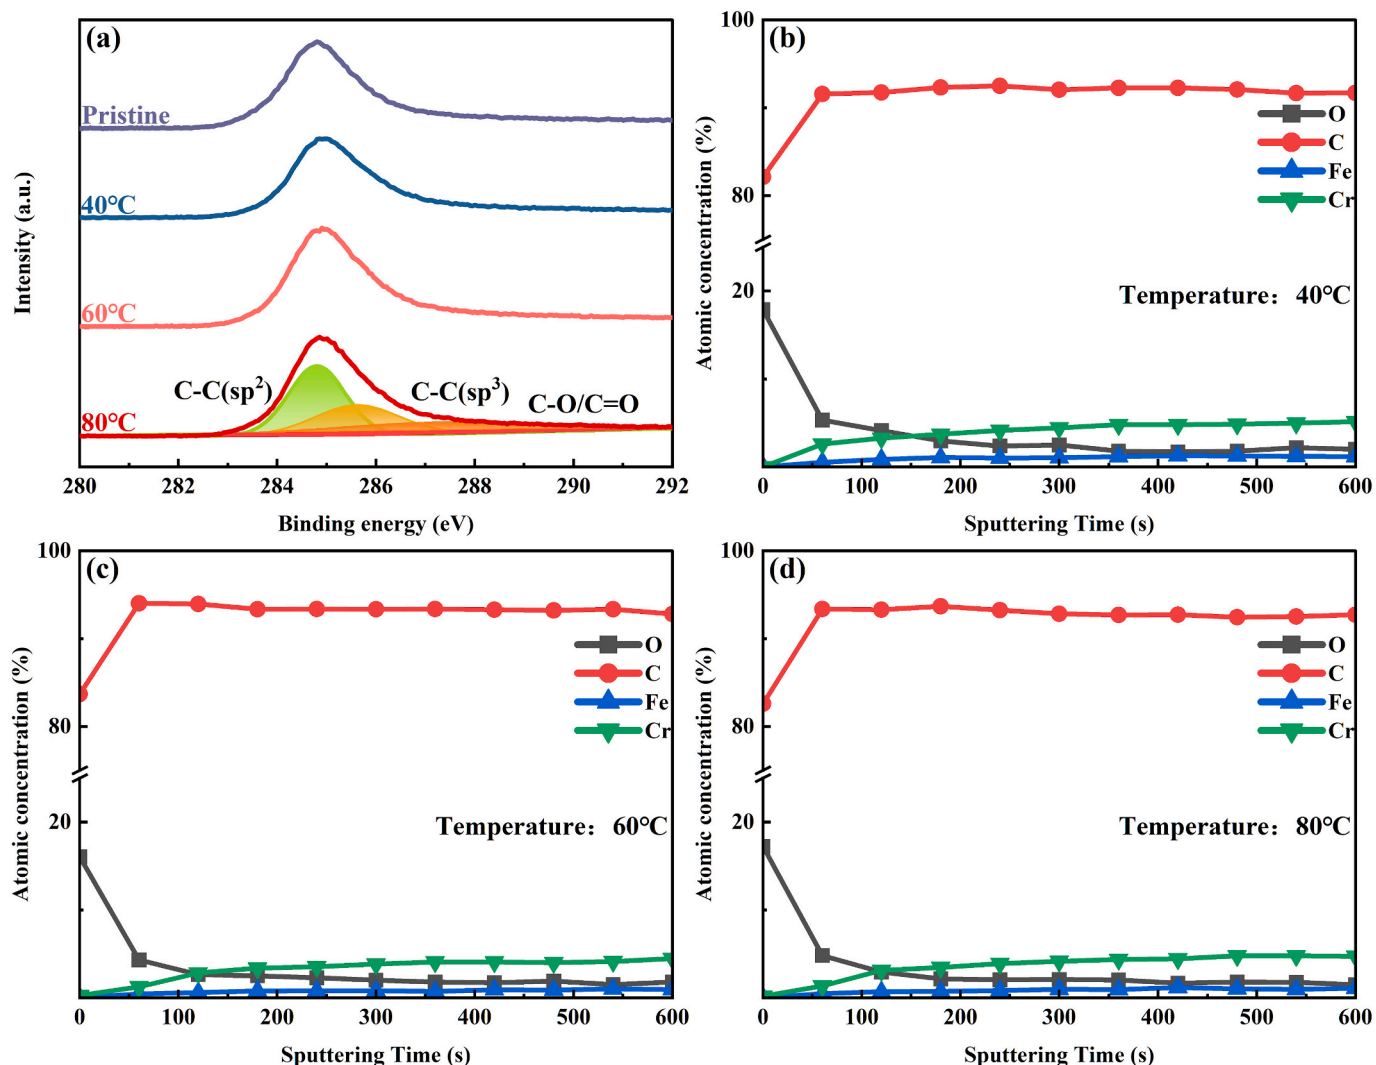 (a)
Pristine
40℃
60℃
80℃
C-C(sp²)
C-C(sp³)
C-O/C=O
Intensity (a.u.)
280 282 284 286 288 290 292
Binding energy (eV)
(b)
100
80
20
Atomic concentration (%)
O
C
Fe
Cr
Temperature：40℃
0 100 200 300 400 500 600
Sputtering Time (s)
(c)
100
80
20
Atomic concentration (%)
O
C
Fe
Cr
Temperature：60℃
0 100 200 300 400 500 600
Sputtering Time (s)
(d)
100
80
20
Atomic concentration (%)
O
C
Fe
Cr
Temperature：80℃
0 100 200 300 400 500 600
Sputtering Time (s)